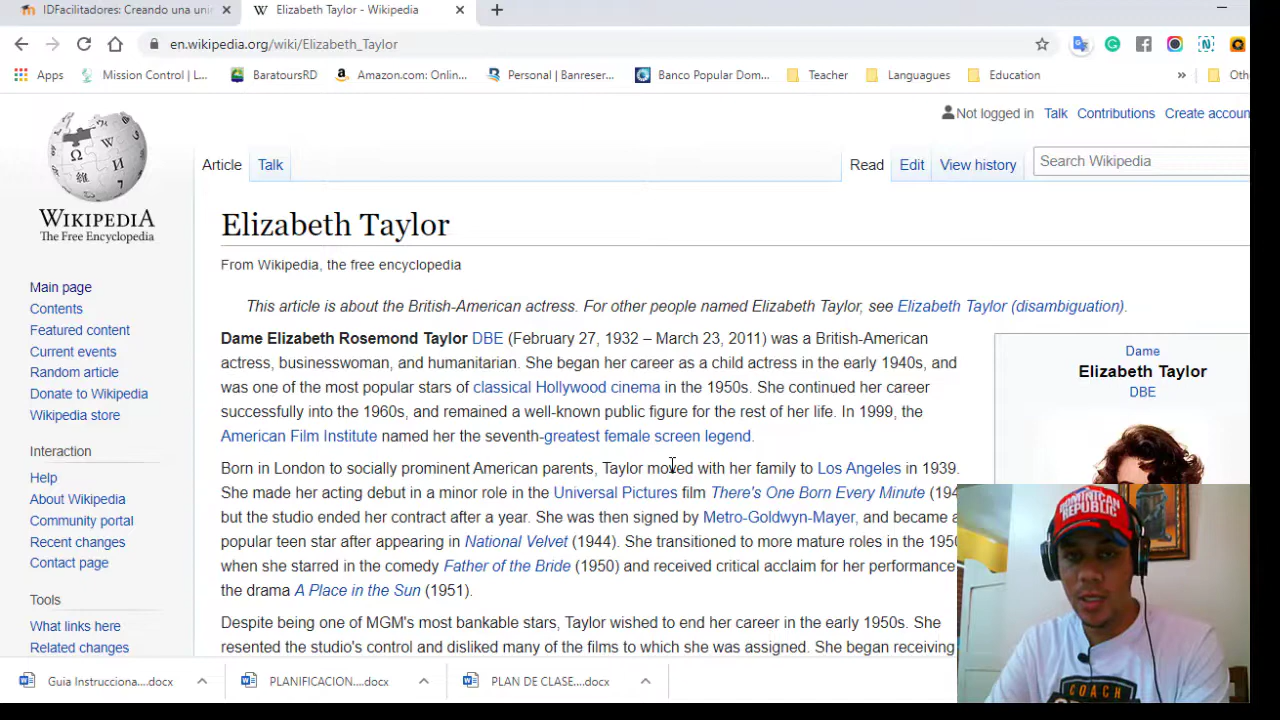 IDFacilitadores: Creando una uni
Elizabeth Taylor - Wikipedia
en.wikipedia.org/wiki/Elizabeth_Taylor
Apps
Mission Control | L...
BaratoursRD
Amazon.com: Onlin...
Personal | Banreser...
Banco Popular Dom...
Teacher
Languagues
Education
»
Oth
Not logged in Talk Contributions Create accoun
Article Talk
Read Edit View history
Search Wikipedia
WIKIPEDIA
The Free Encyclopedia
Main page
Contents
Featured content
Current events
Random article
Donate to Wikipedia
Wikipedia store
Interaction
Help
About Wikipedia
Community portal
Recent changes
Contact page
Tools
What links here
Related changes
Elizabeth Taylor
From Wikipedia, the free encyclopedia
This article is about the British-American actress. For other people named Elizabeth Taylor, see Elizabeth Taylor (disambiguation).
Dame Elizabeth Rosemond Taylor DBE (February 27, 1932 – March 23, 2011) was a British-American
actress, businesswoman, and humanitarian. She began her career as a child actress in the early 1940s, and
was one of the most popular stars of classical Hollywood cinema in the 1950s. She continued her career
successfully into the 1960s, and remained a well-known public figure for the rest of her life. In 1999, the
American Film Institute named her the seventh-greatest female screen legend.
Born in London to socially prominent American parents, Taylor moved with her family to Los Angeles in 1939.
She made her acting debut in a minor role in the Universal Pictures film There's One Born Every Minute (194
but the studio ended her contract after a year. She was then signed by Metro-Goldwyn-Mayer, and became a
popular teen star after appearing in National Velvet (1944). She transitioned to more mature roles in the 1950
when she starred in the comedy Father of the Bride (1950) and received critical acclaim for her performance
the drama A Place in the Sun (1951).
Despite being one of MGM's most bankable stars, Taylor wished to end her career in the early 1950s. She
resented the studio's control and disliked many of the films to which she was assigned. She began receiving
Dame
Elizabeth Taylor
DBE
DOMINICAN
REPUBLIC
COACH
Guia Instrucciona....docx
PLANIFICACION....docx
PLAN DE CLASE....docx